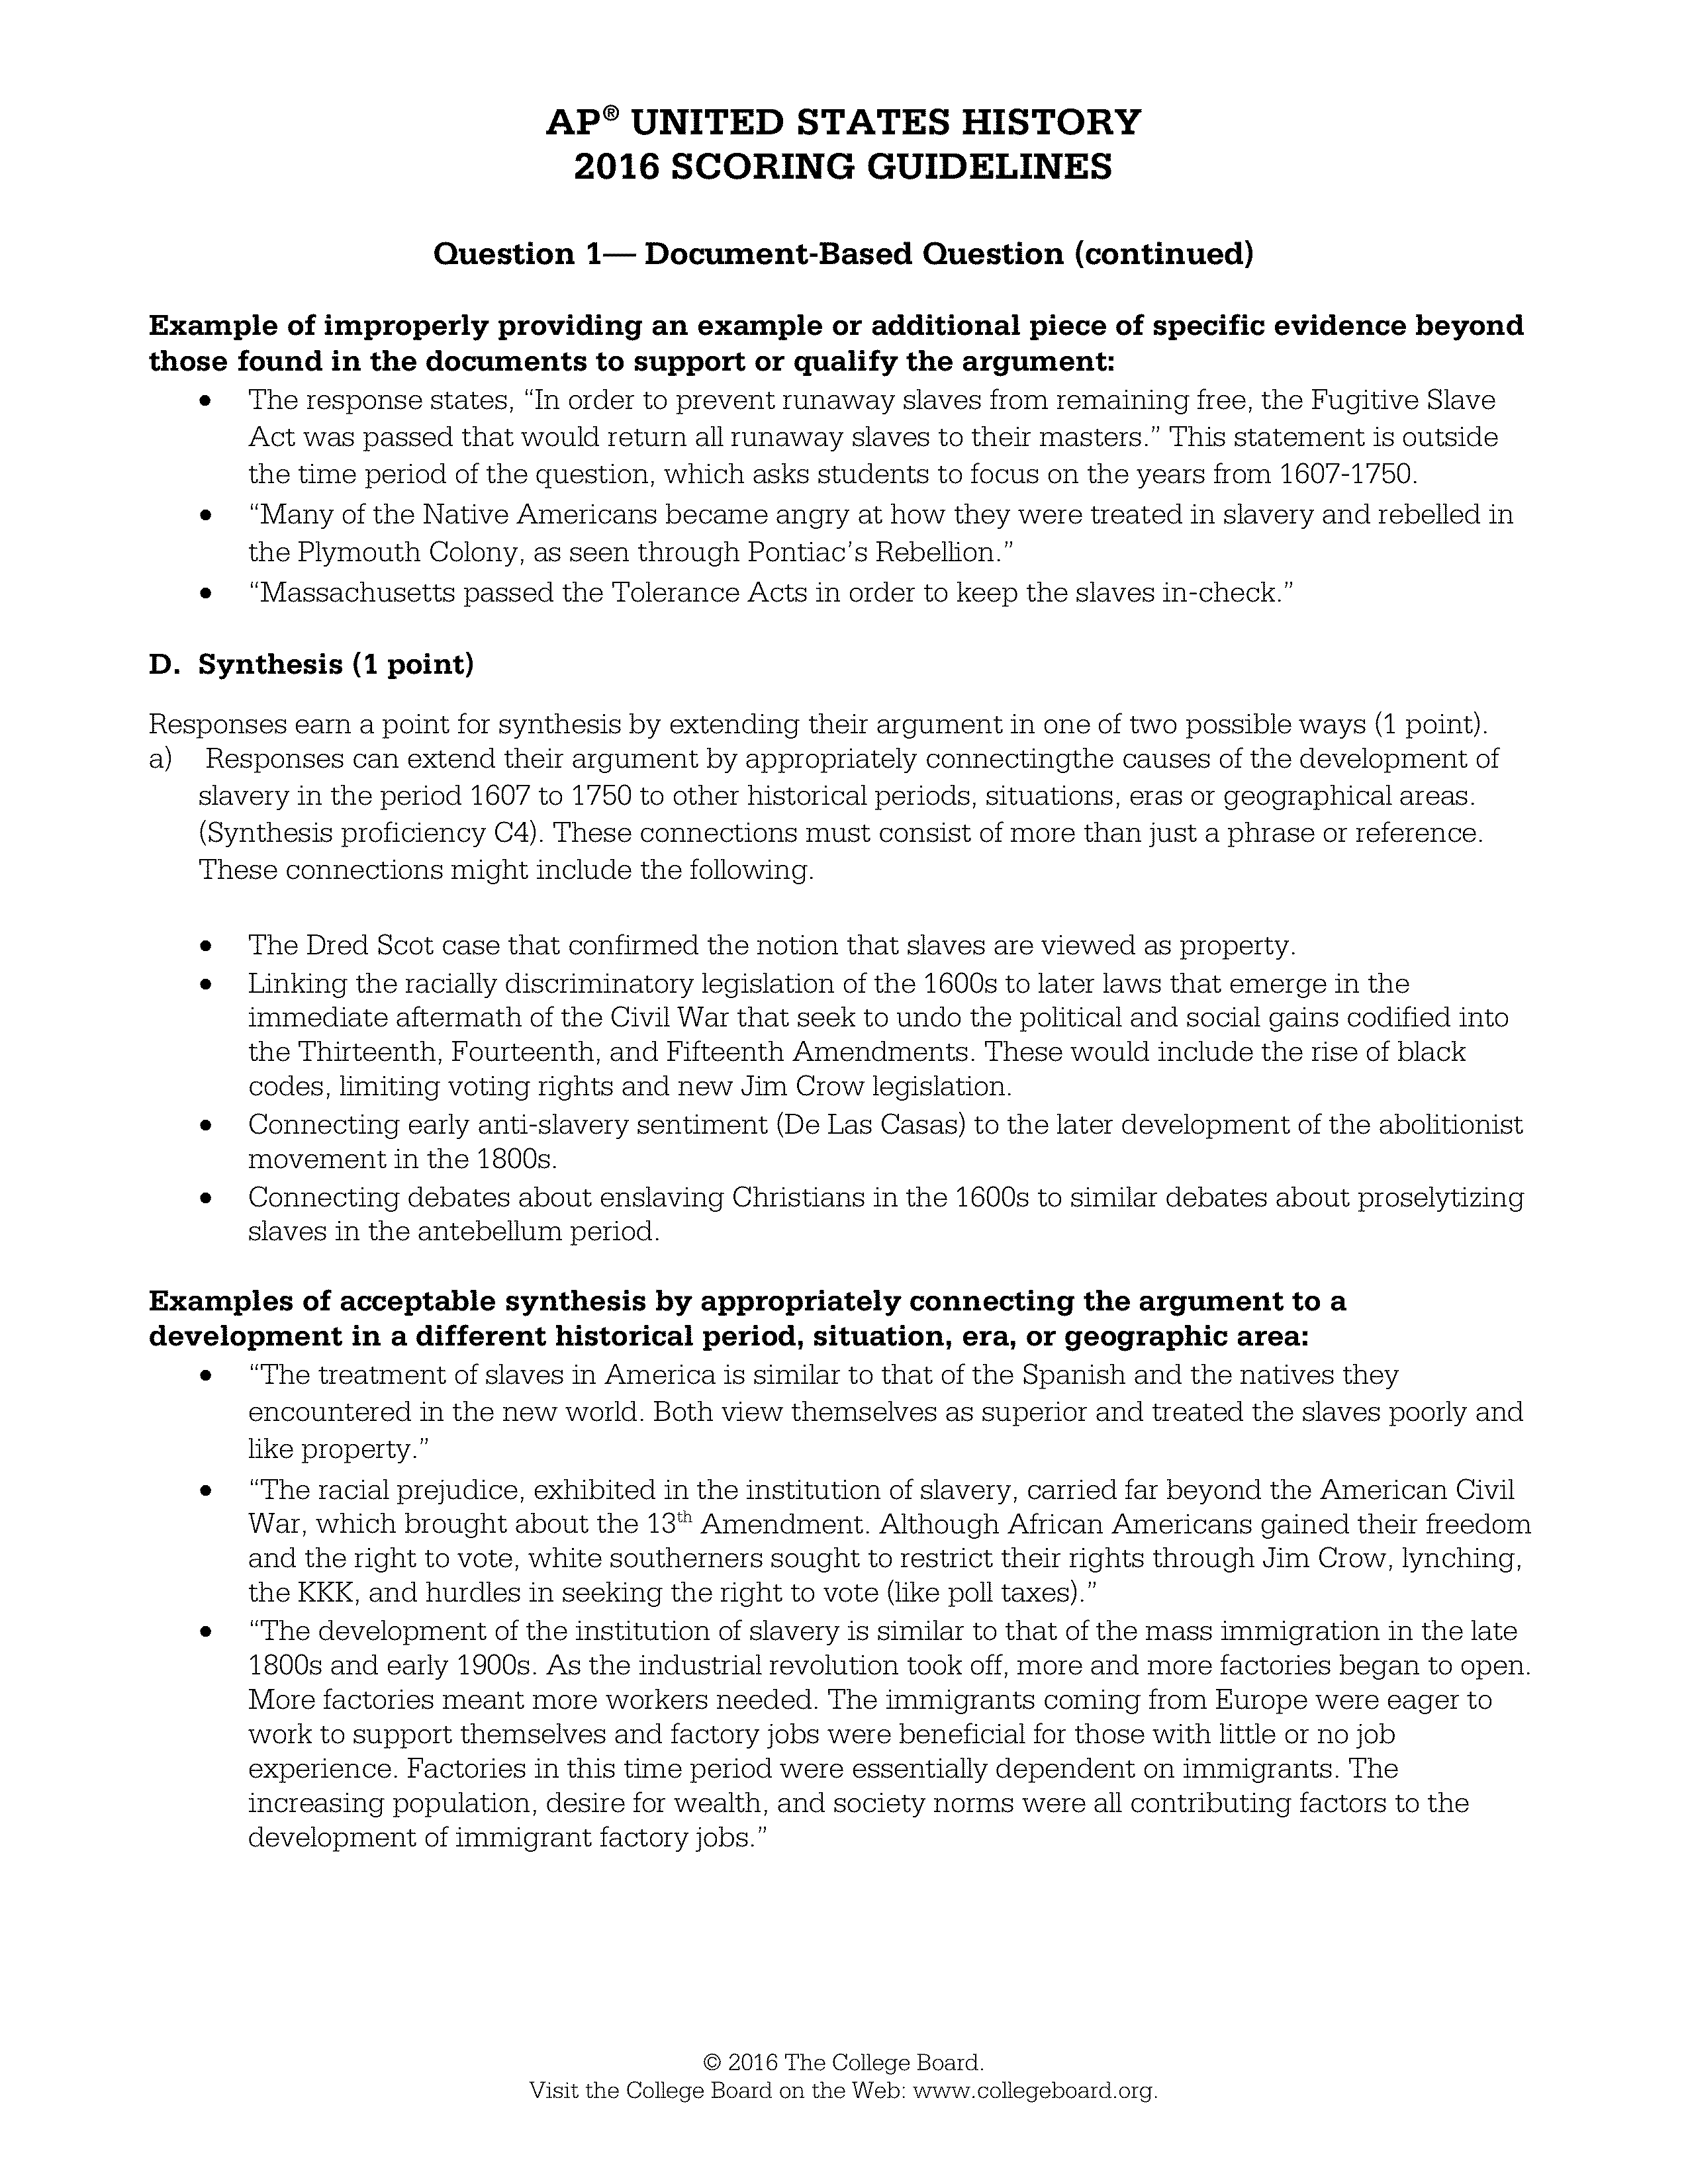 AP® UNITED STATES HISTORY
2016 SCORING GUIDELINES
Question 1— Document-Based Question (continued)
Example of improperly providing an example or additional piece of specific evidence beyond
those found in the documents to support or qualify the argument:
• The response states, “In order to prevent runaway slaves from remaining free, the Fugitive Slave
Act was passed that would return all runaway slaves to their masters.” This statement is outside
the time period of the question, which asks students to focus on the years from 1607-1750.
• “Many of the Native Americans became angry at how they were treated in slavery and rebelled in
the Plymouth Colony, as seen through Pontiac’s Rebellion.”
• “Massachusetts passed the Tolerance Acts in order to keep the slaves in-check.”
D. Synthesis (1 point)
Responses earn a point for synthesis by extending their argument in one of two possible ways (1 point).
a) Responses can extend their argument by appropriately connectingthe causes of the development of
slavery in the period 1607 to 1750 to other historical periods, situations, eras or geographical areas.
(Synthesis proficiency C4). These connections must consist of more than just a phrase or reference.
These connections might include the following.
• The Dred Scot case that confirmed the notion that slaves are viewed as property.
• Linking the racially discriminatory legislation of the 1600s to later laws that emerge in the
immediate aftermath of the Civil War that seek to undo the political and social gains codified into
the Thirteenth, Fourteenth, and Fifteenth Amendments. These would include the rise of black
codes, limiting voting rights and new Jim Crow legislation.
• Connecting early anti-slavery sentiment (De Las Casas) to the later development of the abolitionist
movement in the 1800s.
• Connecting debates about enslaving Christians in the 1600s to similar debates about proselytizing
slaves in the antebellum period.
Examples of acceptable synthesis by appropriately connecting the argument to a
development in a different historical period, situation, era, or geographic area:
• “The treatment of slaves in America is similar to that of the Spanish and the natives they
encountered in the new world. Both view themselves as superior and treated the slaves poorly and
like property.”
• “The racial prejudice, exhibited in the institution of slavery, carried far beyond the American Civil
War, which brought about the 13th Amendment. Although African Americans gained their freedom
and the right to vote, white southerners sought to restrict their rights through Jim Crow, lynching,
the KKK, and hurdles in seeking the right to vote (like poll taxes).”
• “The development of the institution of slavery is similar to that of the mass immigration in the late
1800s and early 1900s. As the industrial revolution took off, more and more factories began to open.
More factories meant more workers needed. The immigrants coming from Europe were eager to
work to support themselves and factory jobs were beneficial for those with little or no job
experience. Factories in this time period were essentially dependent on immigrants. The
increasing population, desire for wealth, and society norms were all contributing factors to the
development of immigrant factory jobs.”
© 2016 The College Board.
Visit the College Board on the Web: www.collegeboard.org.